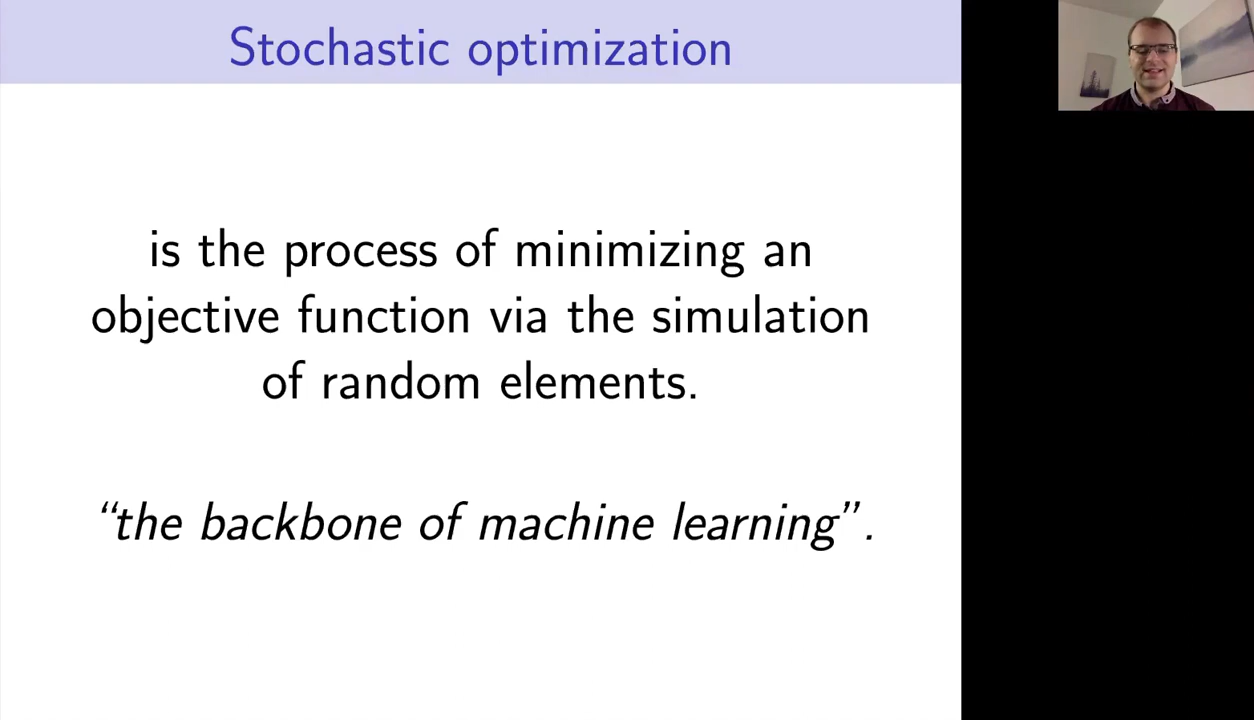 Stochastic optimization
is the process of minimizing an
objective function via the simulation
of random elements.
“the backbone of machine learning”.